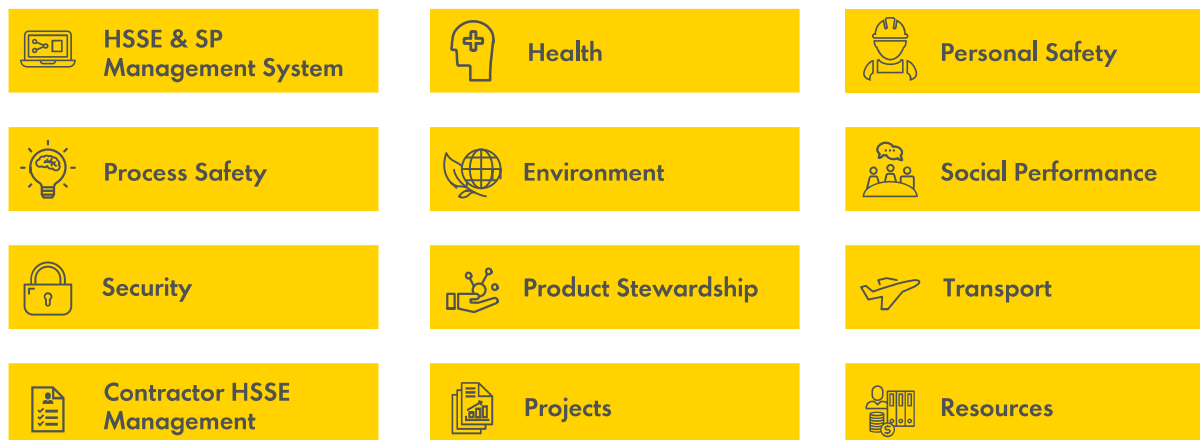 HSSE & SP
Management System
Health
Personal Safety
Process Safety
Environment
Social Performance
Security
Product Stewardship
Transport
Contractor HSSE
Management
Projects
Resources